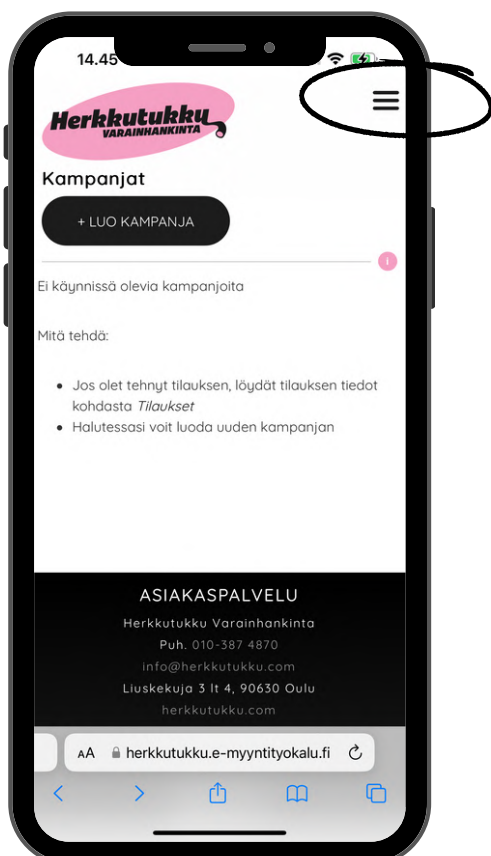 14.45
Herkkutukku
VARAINHANKINTA
Kampanjat
+ LUO KAMPANJA
i
Ei käynnissä olevia kampanjoita
Mitä tehdä:
• Jos olet tehnyt tilauksen, löydät tilauksen tiedot
kohdasta Tilaukset
• Halutessasi voit luoda uuden kampanjan
ASIAKASPALVELU
Herkkutukku Varainhankinta
Puh. 010-387 4870
info@herkkutukku.com
Liuskekuja 3 lt 4, 90630 Oulu
herkkutukku.com
AA herkkutukku.e-myyntityokalu.fi